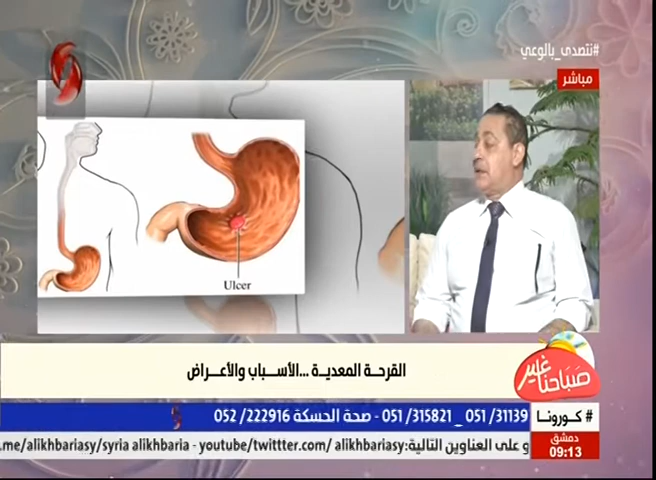 #نتصدى_بالوعي
مباشر
Ulcer
القرحة المعدية ...الأسباب والأعراض
صباحنا غير
# كورونا
051/315821 _ 051/31139 - صحة الحسكة 052/222916
دمشق
09:13
و على العناوين التالية:me/alikhbariasy/syria alikhbaria - youtube/twittter.com/ alikhbariasy.